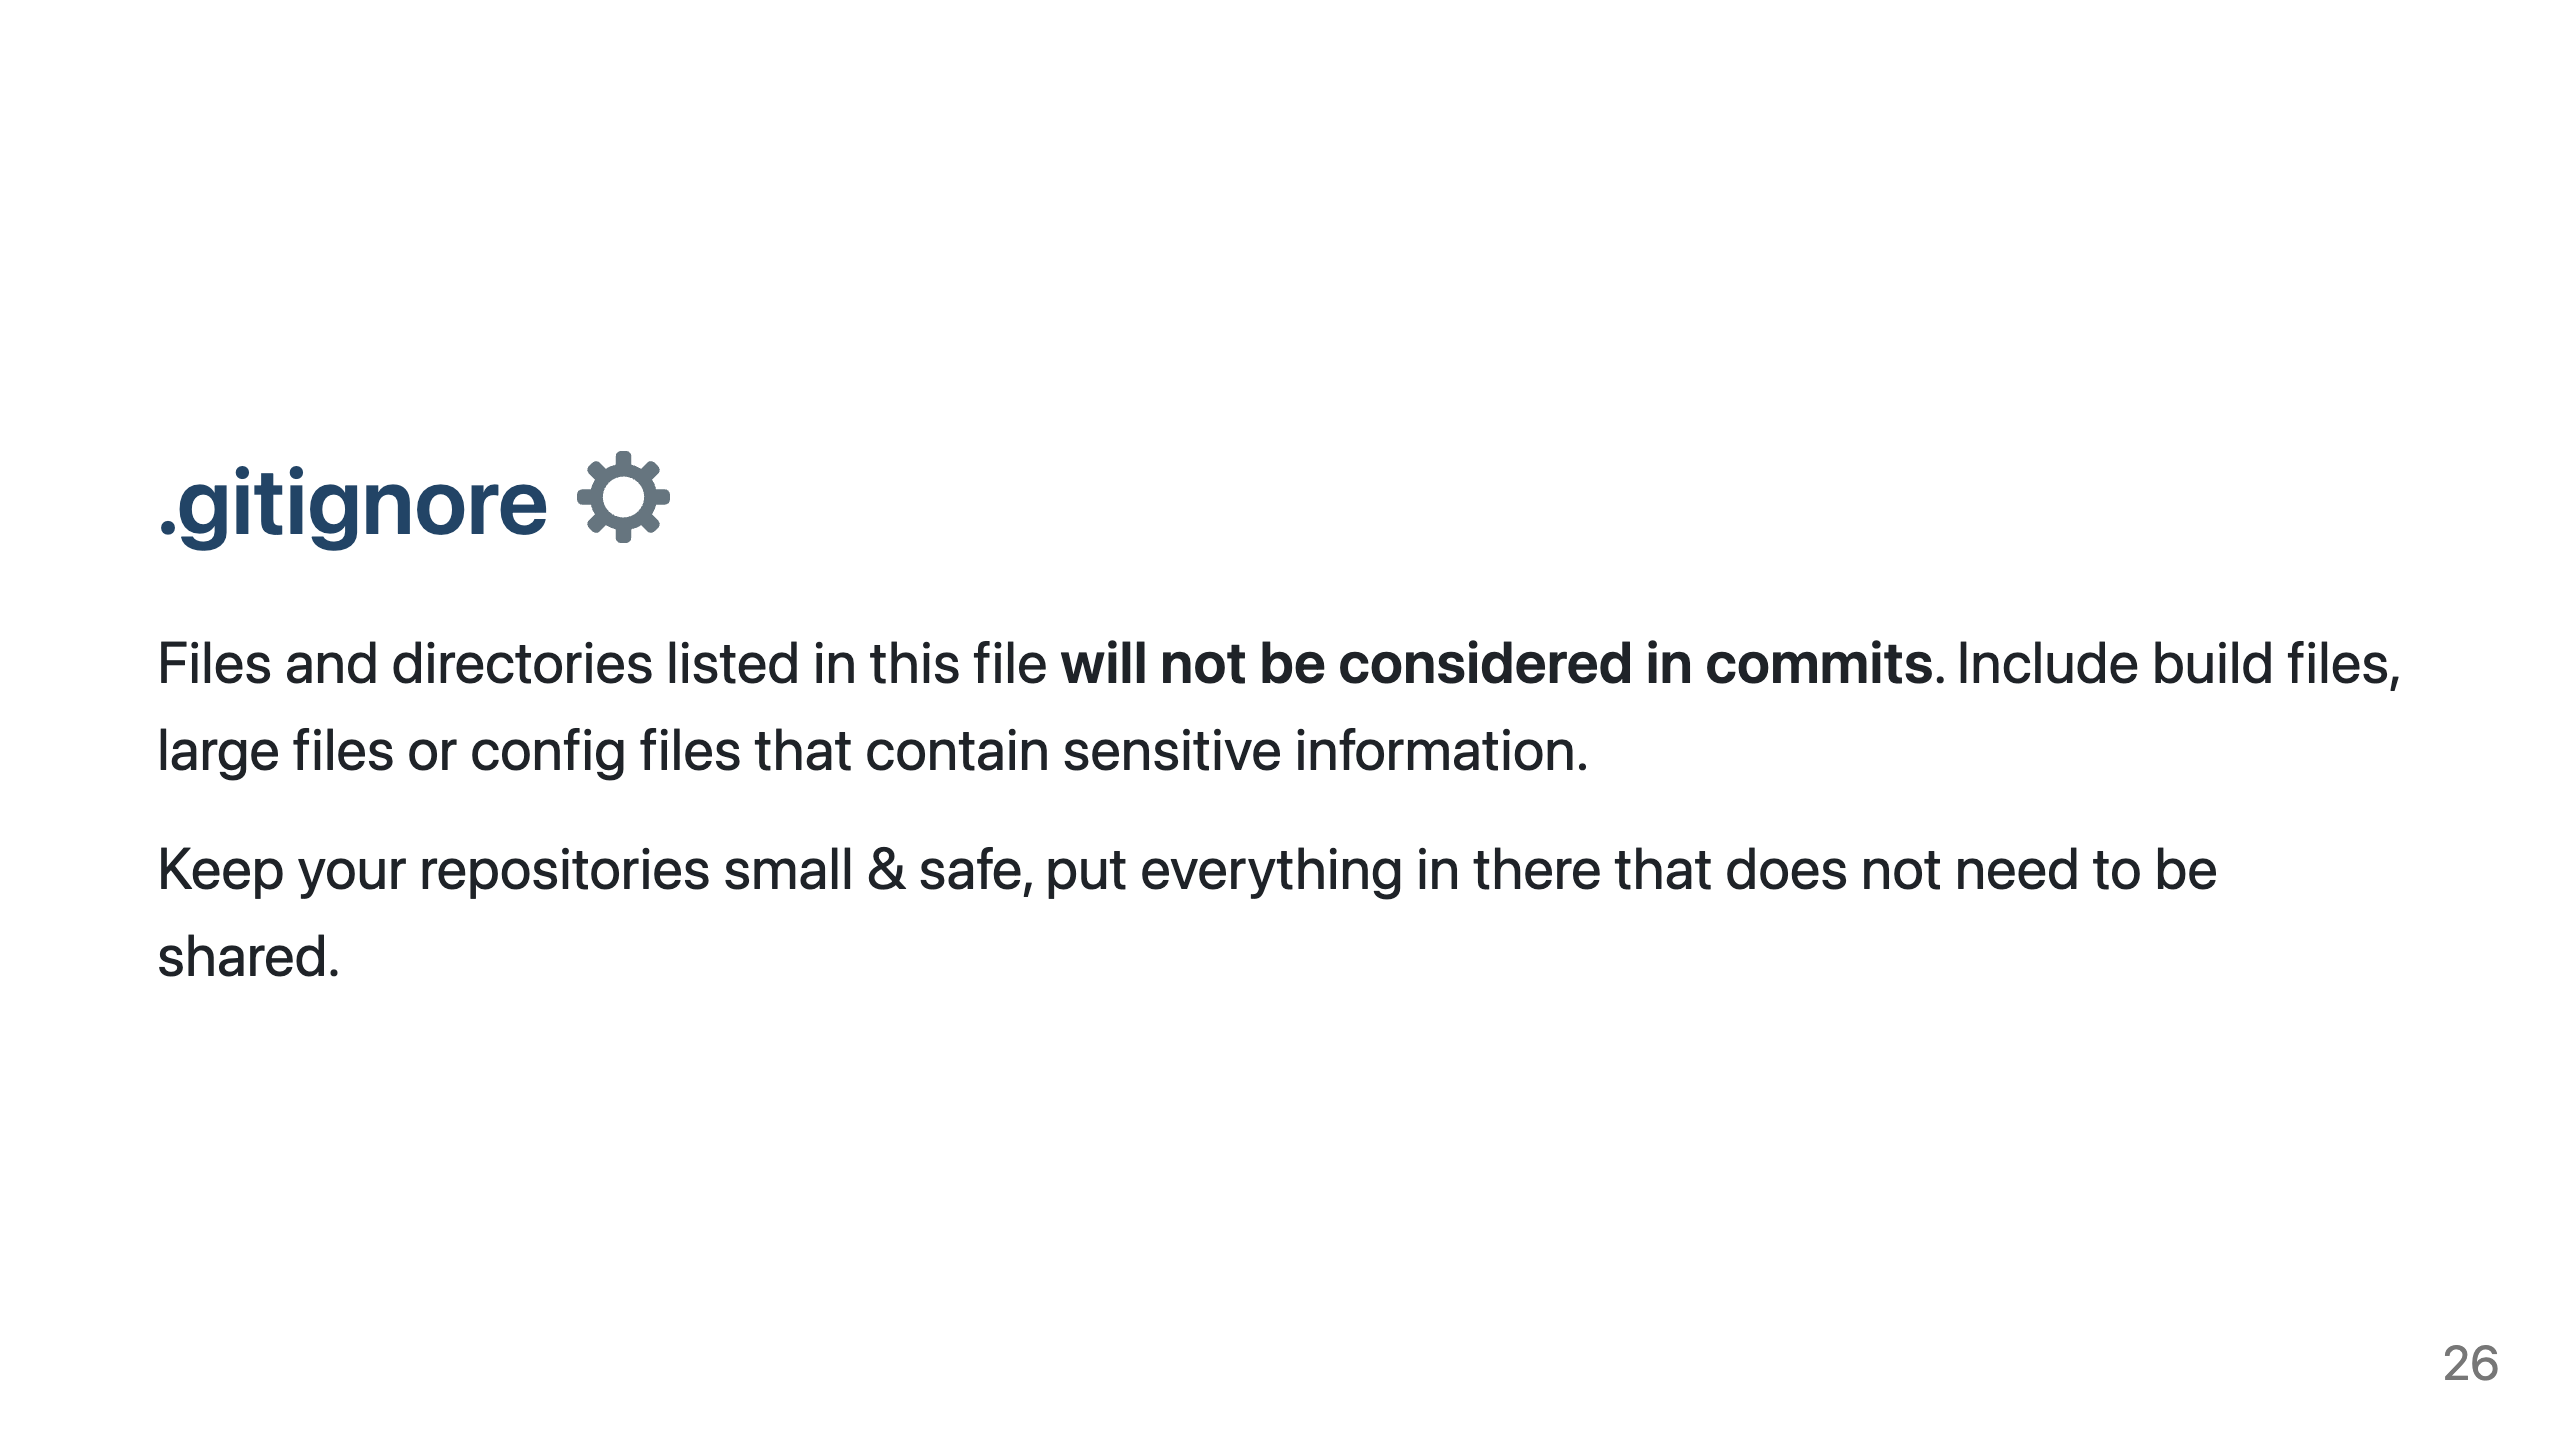 .gitignore
Files and directories listed in this file will not be considered in commits. Include build files,
large files or config files that contain sensitive information.
Keep your repositories small & safe, put everything in there that does not need to be
shared.
26